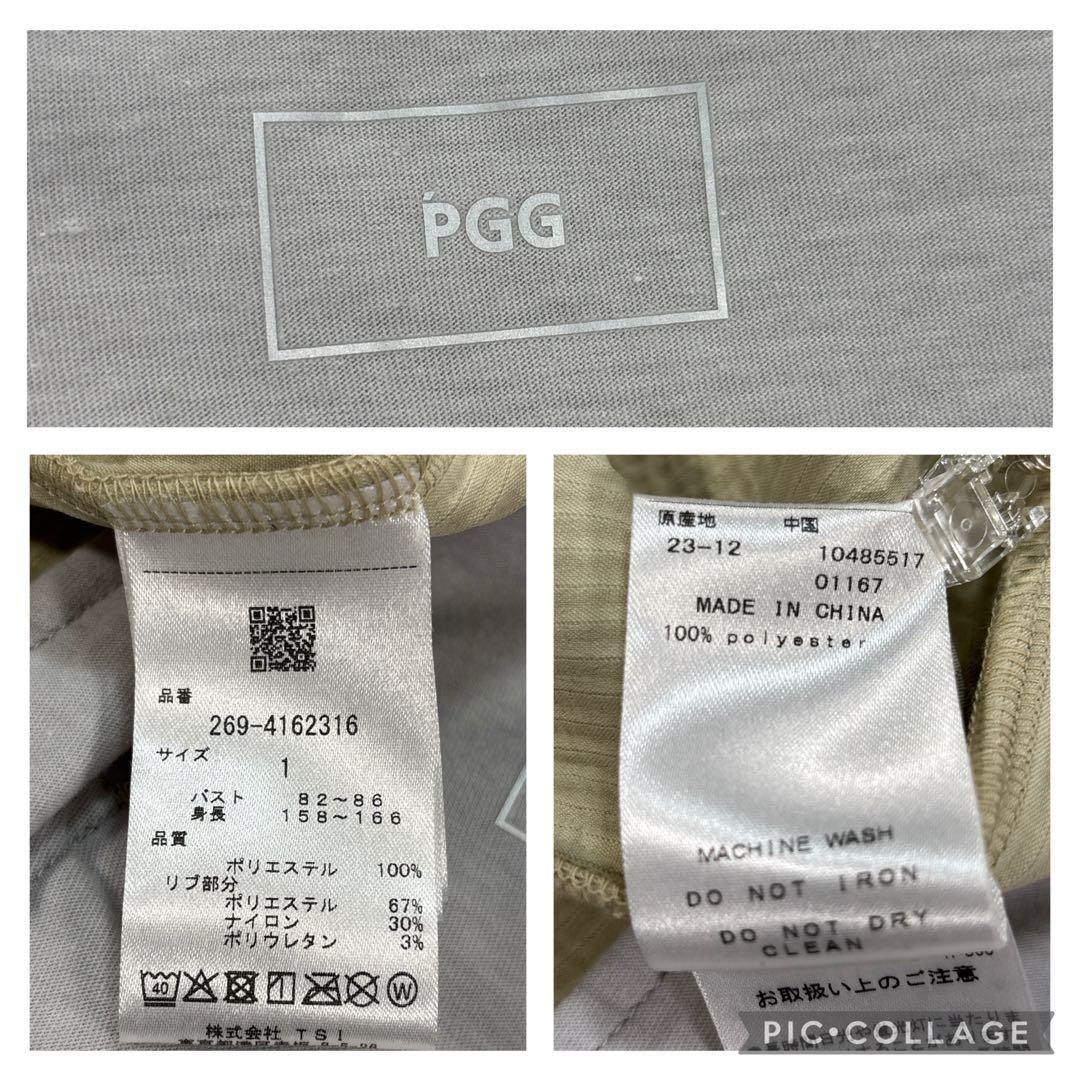 PGG
品番
269-4162316
サイズ
1
バスト 82～86
身長 158～166
品質
ポリエステル 100%
リブ部分
ポリエステル 67%
ナイロン 30%
ポリウレタン 3%
40
W
株式会社 TSI
原産地 中国
23-12 10485517
01167
MADE IN CHINA
100% polyester
MACHINE WASH
DO NOT IRON
DO NOT DRY
CLEAN
お取扱い上のご注意
PIC•COLLAGE